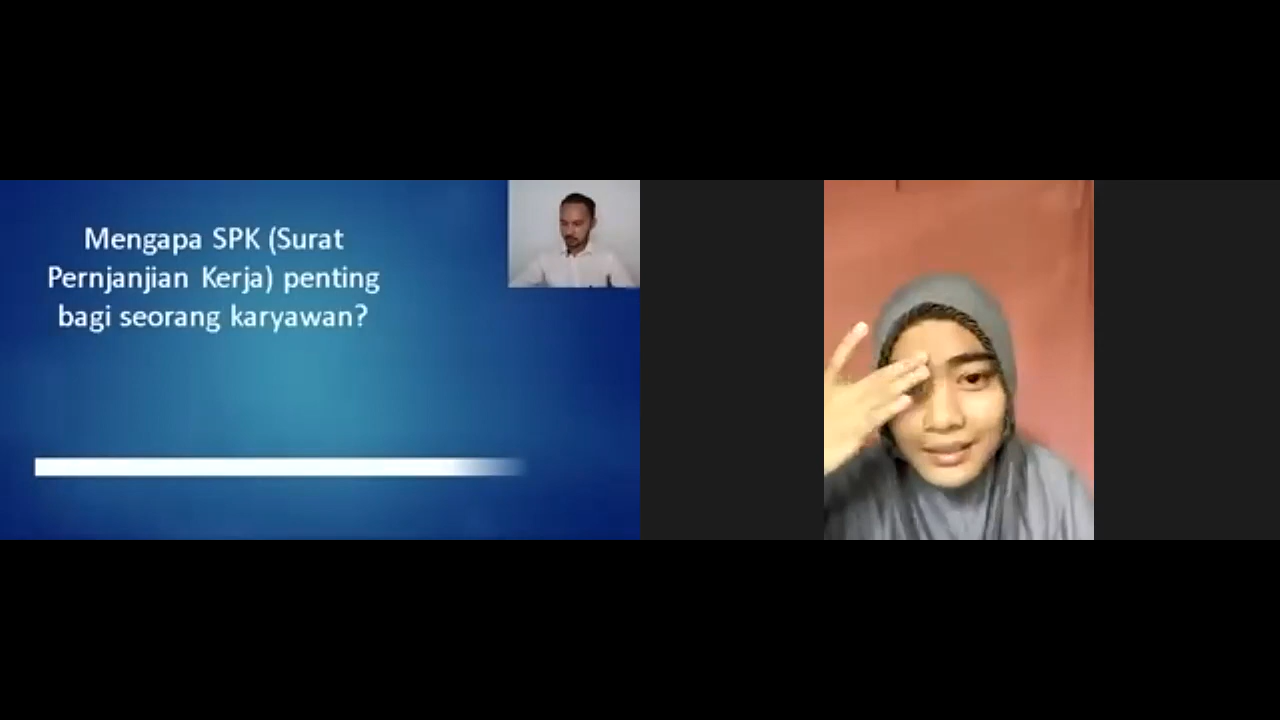 Mengapa SPK (Surat
Pernjanjian Kerja) penting
bagi seorang karyawan?